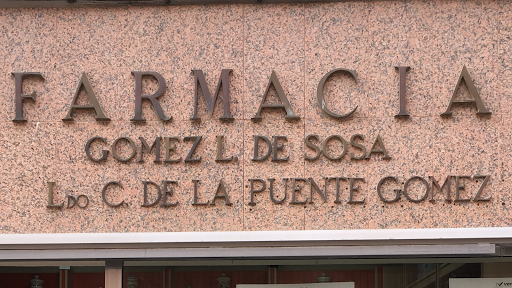 FARMACIA
GOMEZ L. DE SOSA
LDO C. DE LA PUENTE GOMEZ